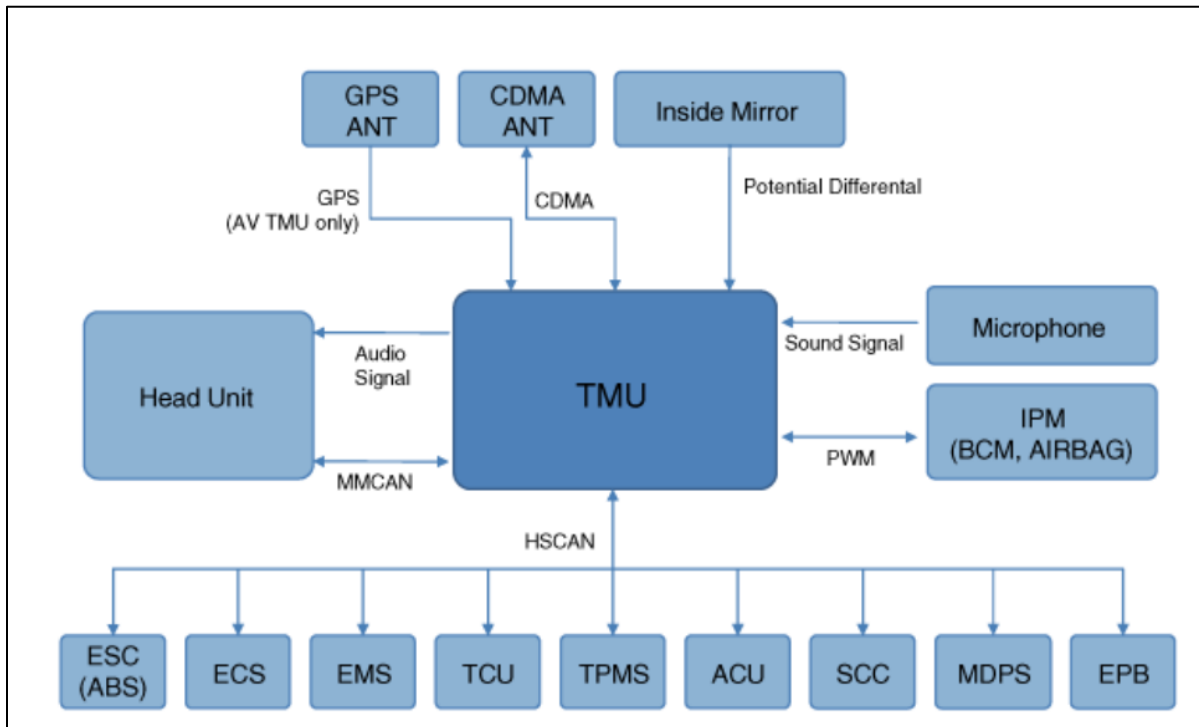 GPS
ANT
CDMA
ANT
Inside Mirror
GPS
(AV TMU only)
CDMA
Potential Differental
Head Unit
Audio
Signal
MMCAN
TMU
Sound Signal
Microphone
PWM
IPM
(BCM, AIRBAG)
HSCAN
ESC
(ABS)
ECS
EMS
TCU
TPMS
ACU
SCC
MDPS
EPB